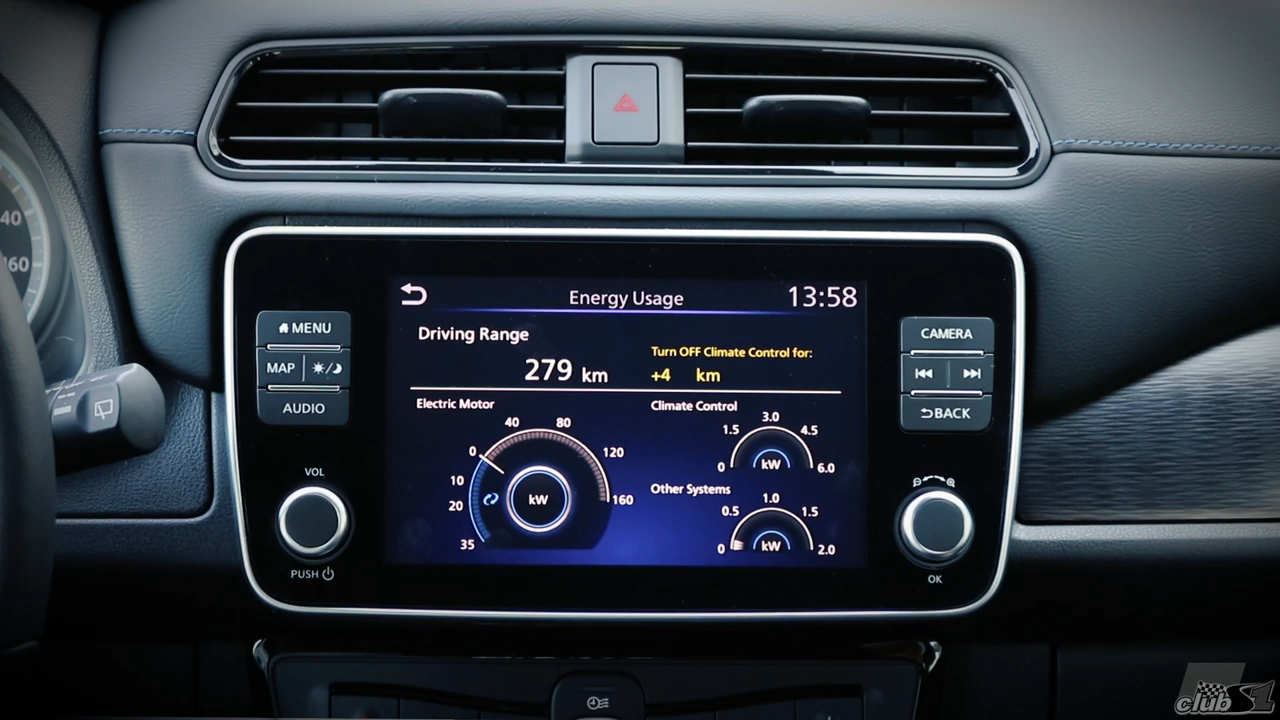 40
60
Energy Usage 13:58
MENU
MAP
AUDIO
Driving Range
279 km
Turn OFF Climate Control for:
+4 km
CAMERA
BACK
Electric Motor
0
40
80
120
160
10
20
35
kW
Climate Control
0
1.5
3.0
4.5
6.0
kW
Other Systems
0
0.5
1.0
1.5
2.0
kW
VOL
PUSH
OK
club S1